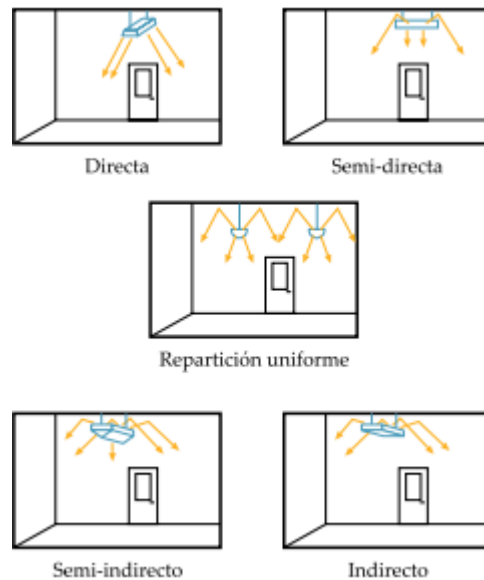 Directa
Semi-directa
Repartición uniforme
Semi-indirecto
Indirecto